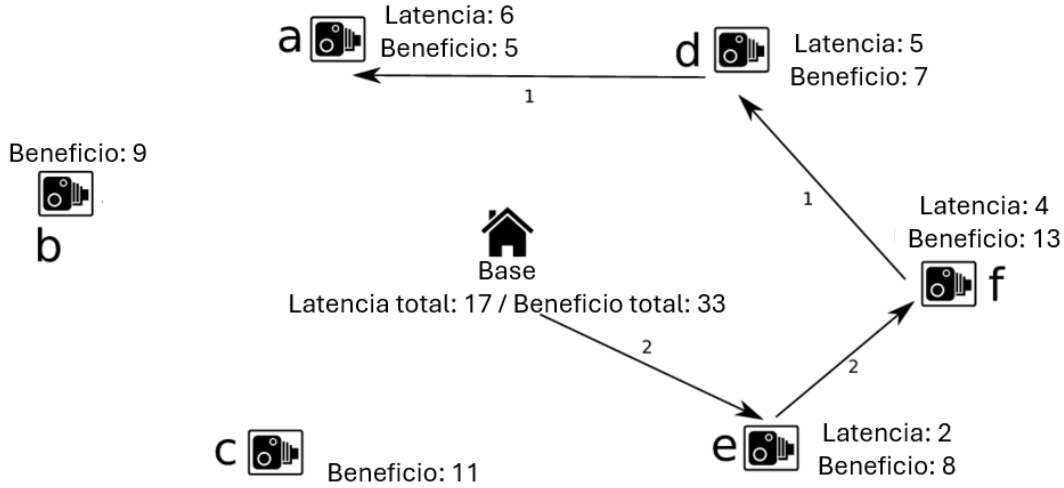 a
Latencia: 6
Beneficio: 5
d
Latencia: 5
Beneficio: 7
1
Beneficio: 9
b
1
Latencia: 4
Beneficio: 13
f
Base
Latencia total: 17 / Beneficio total: 33
2
2
c
Beneficio: 11
e
Latencia: 2
Beneficio: 8